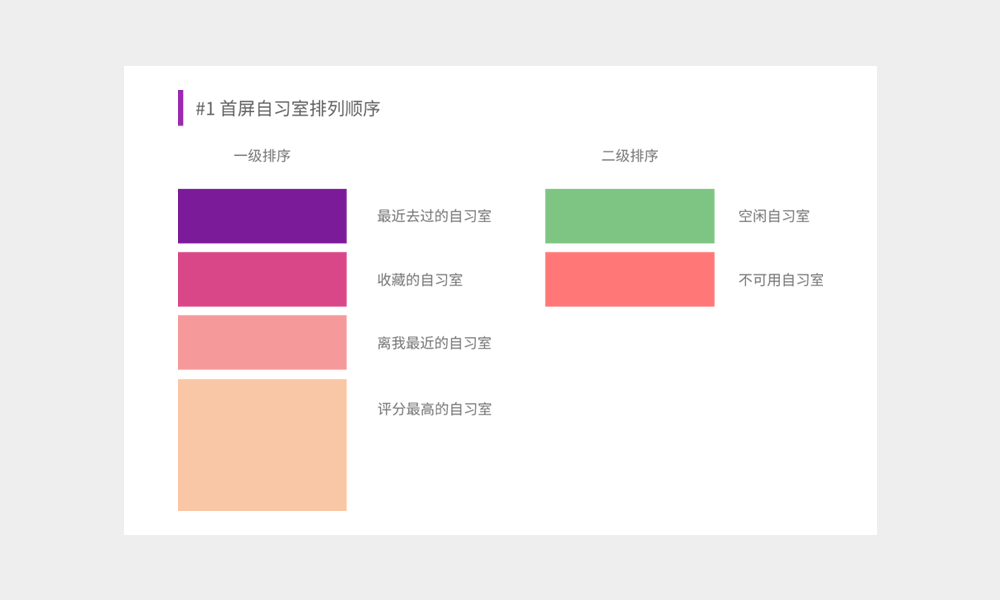 #1 首屏自习室排列顺序
一级排序
二级排序
最近去过的自习室
空闲自习室
收藏的自习室
不可用自习室
离我最近的自习室
评分最高的自习室